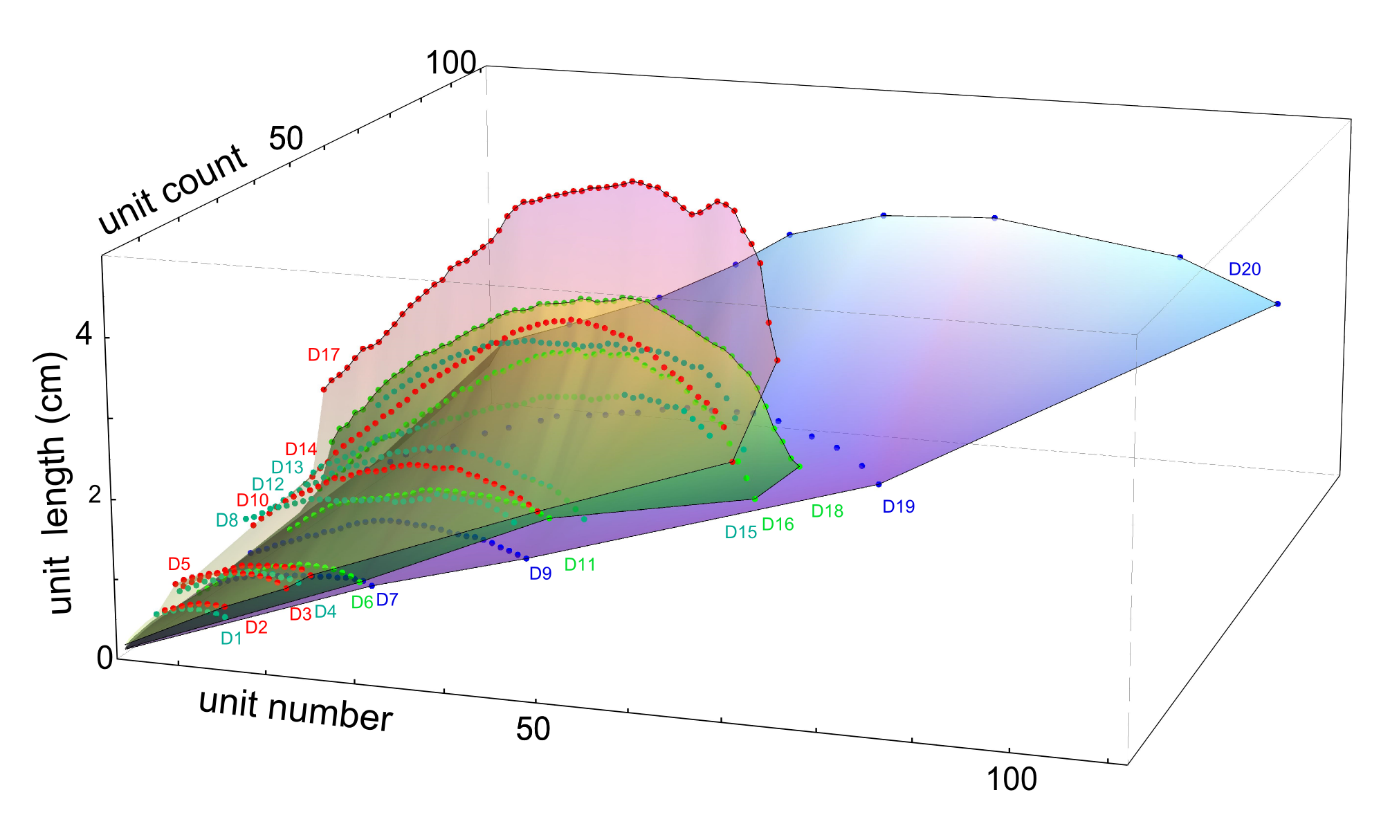 100
50
unit count
4
2
0
unit length (cm)
unit number
50
100
D17
D20
D14
D13
D12
D10
D8
D5
D19
D18
D16
D15
D11
D9
D7
D6
D4
D3
D2
D1